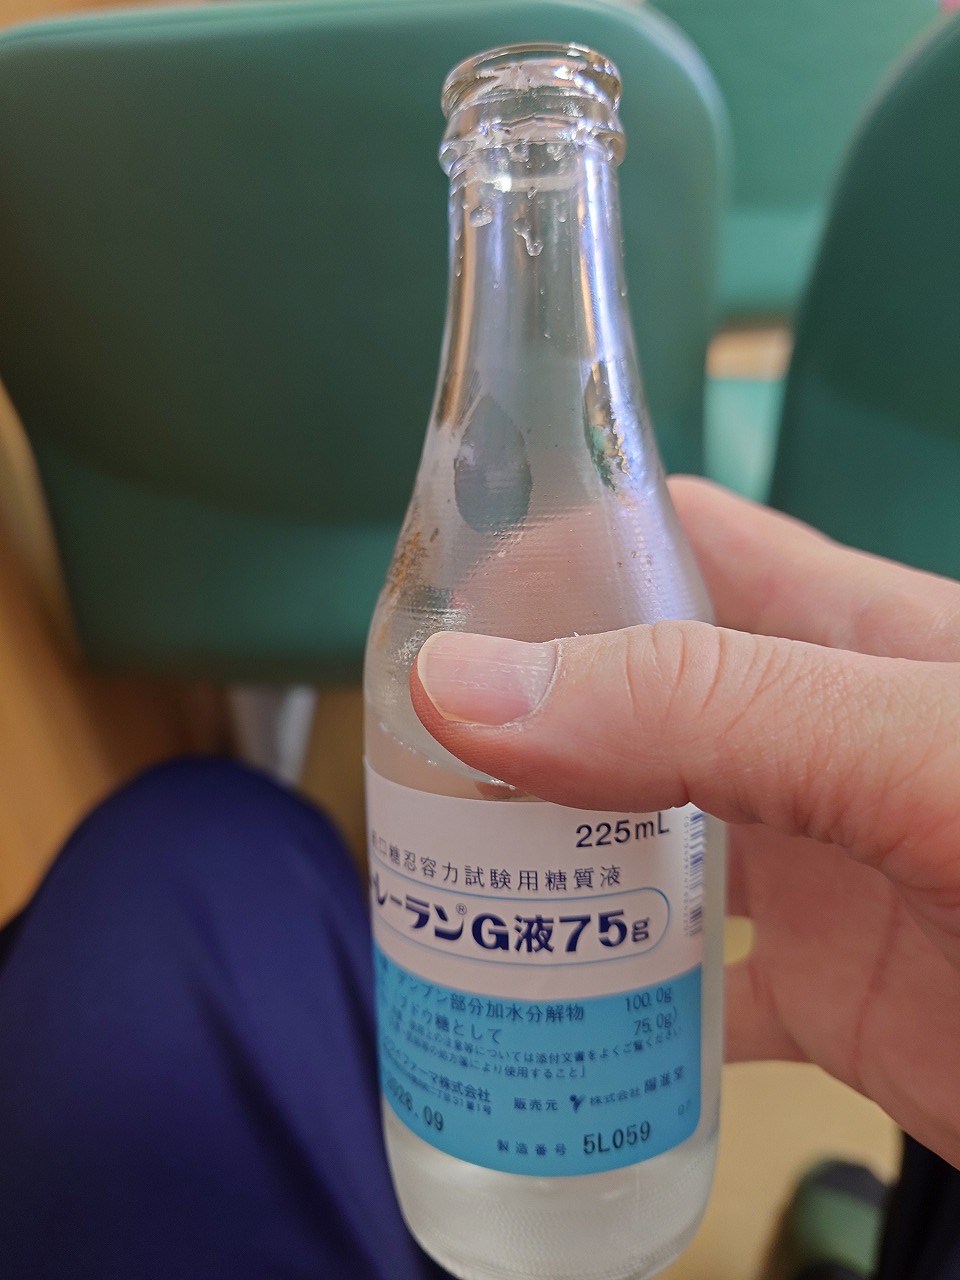 225mL
口糖忍容力試験用糖質液
トレーラン®G液75g
デンプン部分加水分解物 100.0g
ブドウ糖として 75.0g)
については添付文書をよくご覧ください
により使用すること]
ファーマ株式会社
販売元 株式会社 陽進堂
2028.09
製造番号 5L059